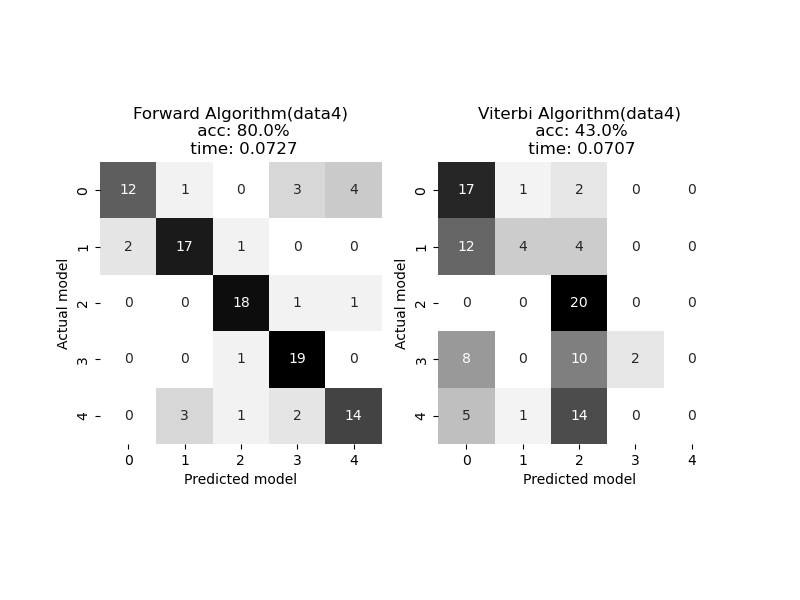 Forward Algorithm(data4)
acc: 80.0%
time: 0.0727
Actual model
0 12 1 0 3 4
1 2 17 1 0 0
2 0 0 18 1 1
3 0 0 1 19 0
4 0 3 1 2 14
0 1 2 3 4
Predicted model
Viterbi Algorithm(data4)
acc: 43.0%
time: 0.0707
Actual model
0 17 1 2 0 0
1 12 4 4 0 0
2 0 0 20 0 0
3 8 0 10 2 0
4 5 1 14 0 0
0 1 2 3 4
Predicted model